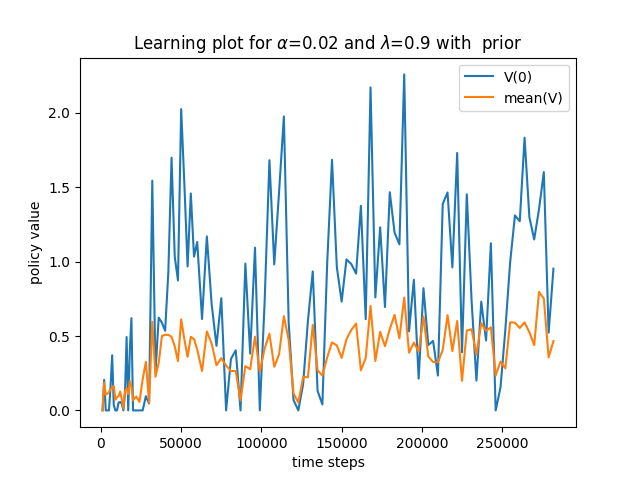 Learning plot for α=0.02 and λ=0.9 with  prior
V(0)
mean(V)
policy value
2.0
1.5
1.0
0.5
0.0
0 50000 100000 150000 200000 250000
time steps